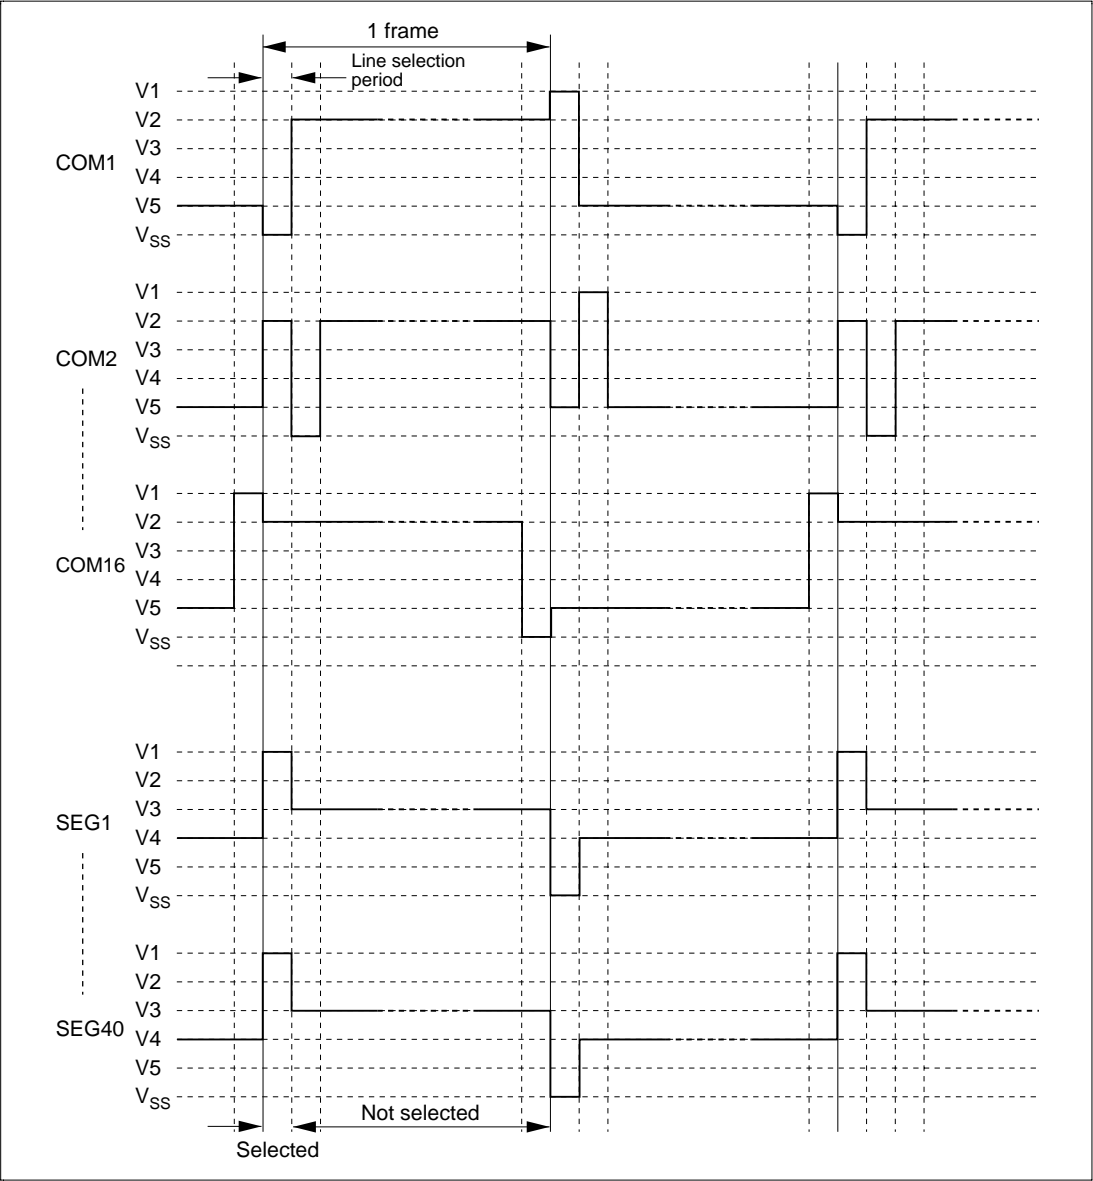 1 frame
Line selection
period
COM1
V1
V2
V3
V4
V5
VSS
COM2
V1
V2
V3
V4
V5
VSS
COM16
V1
V2
V3
V4
V5
VSS
SEG1
V1
V2
V3
V4
V5
VSS
SEG40
V1
V2
V3
V4
V5
VSS
Not selected
Selected